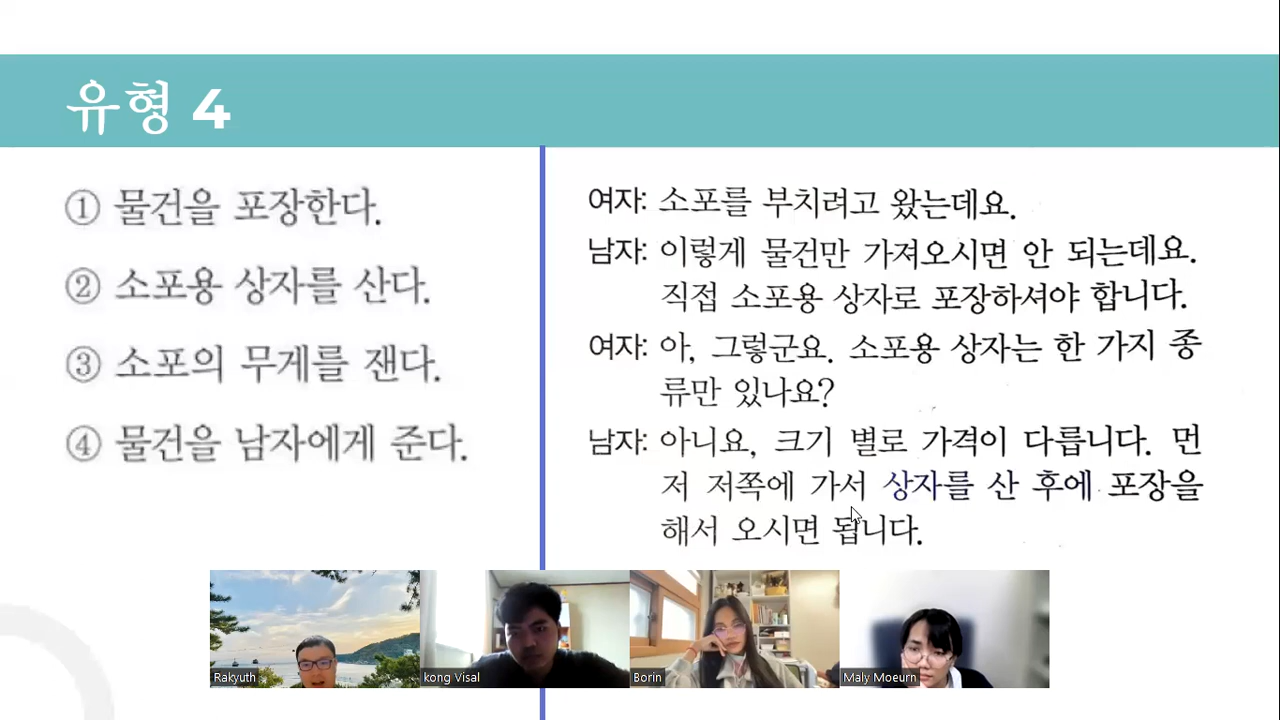 유형 4
① 물건을 포장한다.
② 소포용 상자를 산다.
③ 소포의 무게를 잰다.
④ 물건을 남자에게 준다.
여자: 소포를 부치려고 왔는데요.
남자: 이렇게 물건만 가져오시면 안 되는데요.
직접 소포용 상자로 포장하셔야 합니다.
여자: 아, 그렇군요. 소포용 상자는 한 가지 종
류만 있나요?
남자: 아니요, 크기 별로 가격이 다릅니다. 먼
저 저쪽에 가서 상자를 산 후에 포장을
해서 오시면 됩니다.
Rakyuth
kong Visal
Borin
Maly Moeurn